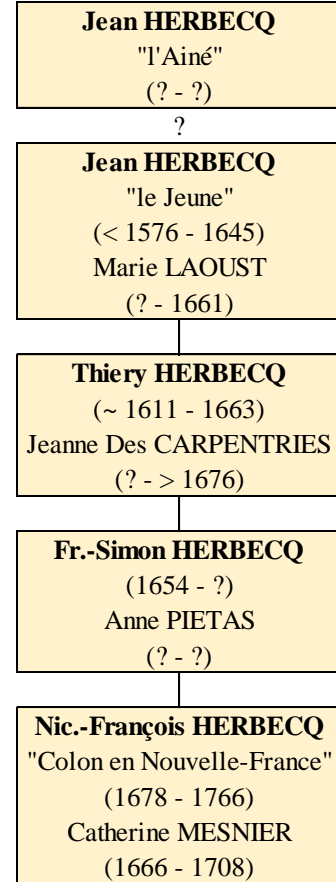 Jean HERBECQ
"l'Ainé"
(? - ?)
?
Jean HERBECQ
"le Jeune"
(< 1576 - 1645)
Marie LAOUST
(? - 1661)
Thiery HERBECQ
(~ 1611 - 1663)
Jeanne Des CARPENTRIES
(? - > 1676)
Fr.-Simon HERBECQ
(1654 - ?)
Anne PIETAS
(? - ?)
Nic.-François HERBECQ
"Colon en Nouvelle-France"
(1678 - 1766)
Catherine MESNIER
(1666 - 1708)